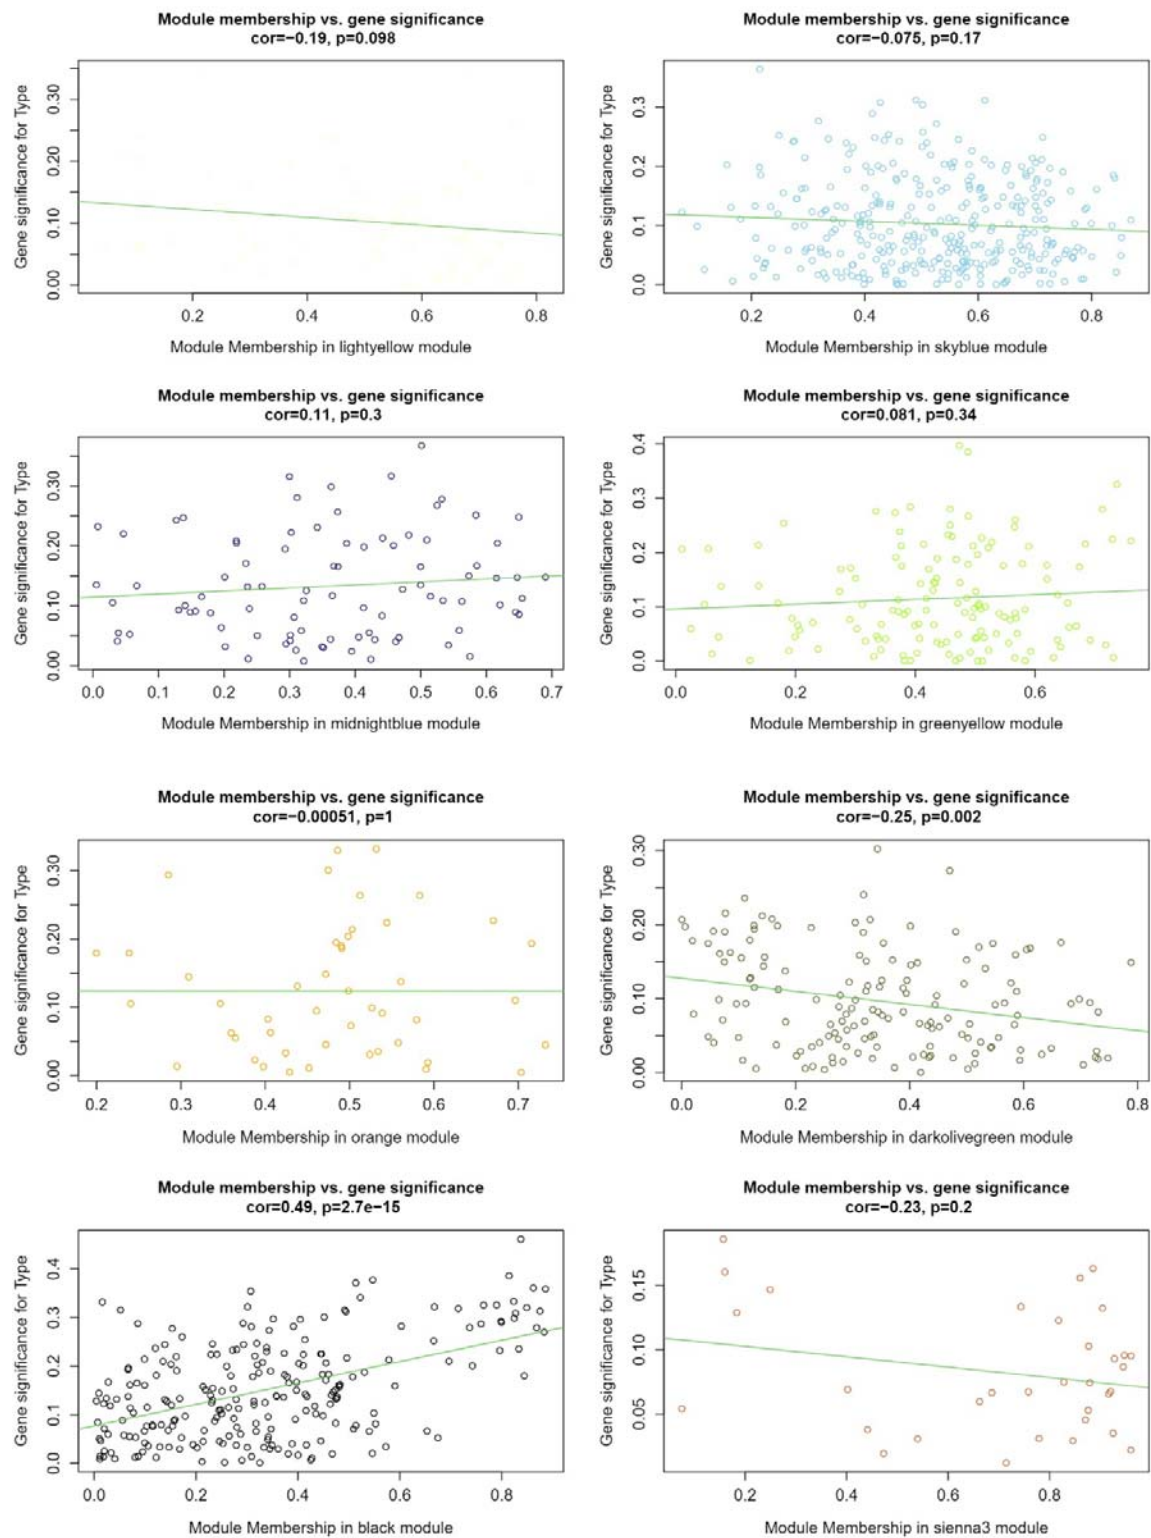 Module membership vs. gene significance
cor=−0.19, p=0.098
Gene significance for Type
0.00 0.10 0.20 0.30
0.2 0.4 0.6 0.8
Module Membership in lightyellow module
Module membership vs. gene significance
cor=−0.075, p=0.17
Gene significance for Type
0.0 0.1 0.2 0.3
0.2 0.4 0.6 0.8
Module Membership in skyblue module
Module membership vs. gene significance
cor=0.11, p=0.3
Gene significance for Type
0.00 0.10 0.20 0.30
0.0 0.1 0.2 0.3 0.4 0.5 0.6 0.7
Module Membership in midnightblue module
Module membership vs. gene significance
cor=0.081, p=0.34
Gene significance for Type
0.0 0.1 0.2 0.3 0.4
0.0 0.2 0.4 0.6
Module Membership in greenyellow module
Module membership vs. gene significance
cor=−0.00051, p=1
Gene significance for Type
0.00 0.10 0.20 0.30
0.2 0.3 0.4 0.5 0.6 0.7
Module Membership in orange module
Module membership vs. gene significance
cor=−0.25, p=0.002
Gene significance for Type
0.00 0.10 0.20 0.30
0.0 0.2 0.4 0.6 0.8
Module Membership in darkolivegreen module
Module membership vs. gene significance
cor=0.49, p=2.7e−15
Gene significance for Type
0.0 0.1 0.2 0.3 0.4
0.0 0.2 0.4 0.6 0.8
Module Membership in black module
Module membership vs. gene significance
cor=−0.23, p=0.2
Gene significance for Type
0.05 0.10 0.15
0.2 0.4 0.6 0.8
Module Membership in sienna3 module